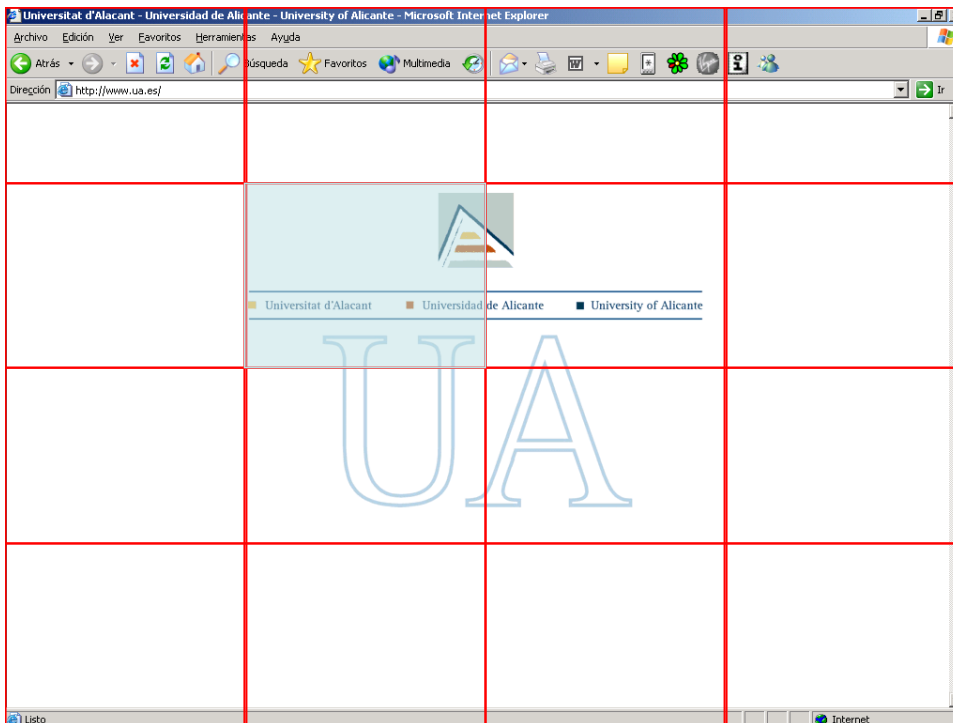 Universitat d'Alacant - Universidad de Alicante - University of Alicante - Microsoft Internet Explorer
Archivo Edición Ver Favoritos Herramientas Ayuda
Atrás Búsqueda Favoritos Multimedia
Dirección http://www.ua.es/ Ir
Universitat d'Alacant Universidad de Alicante University of Alicante
UA
Listo Internet